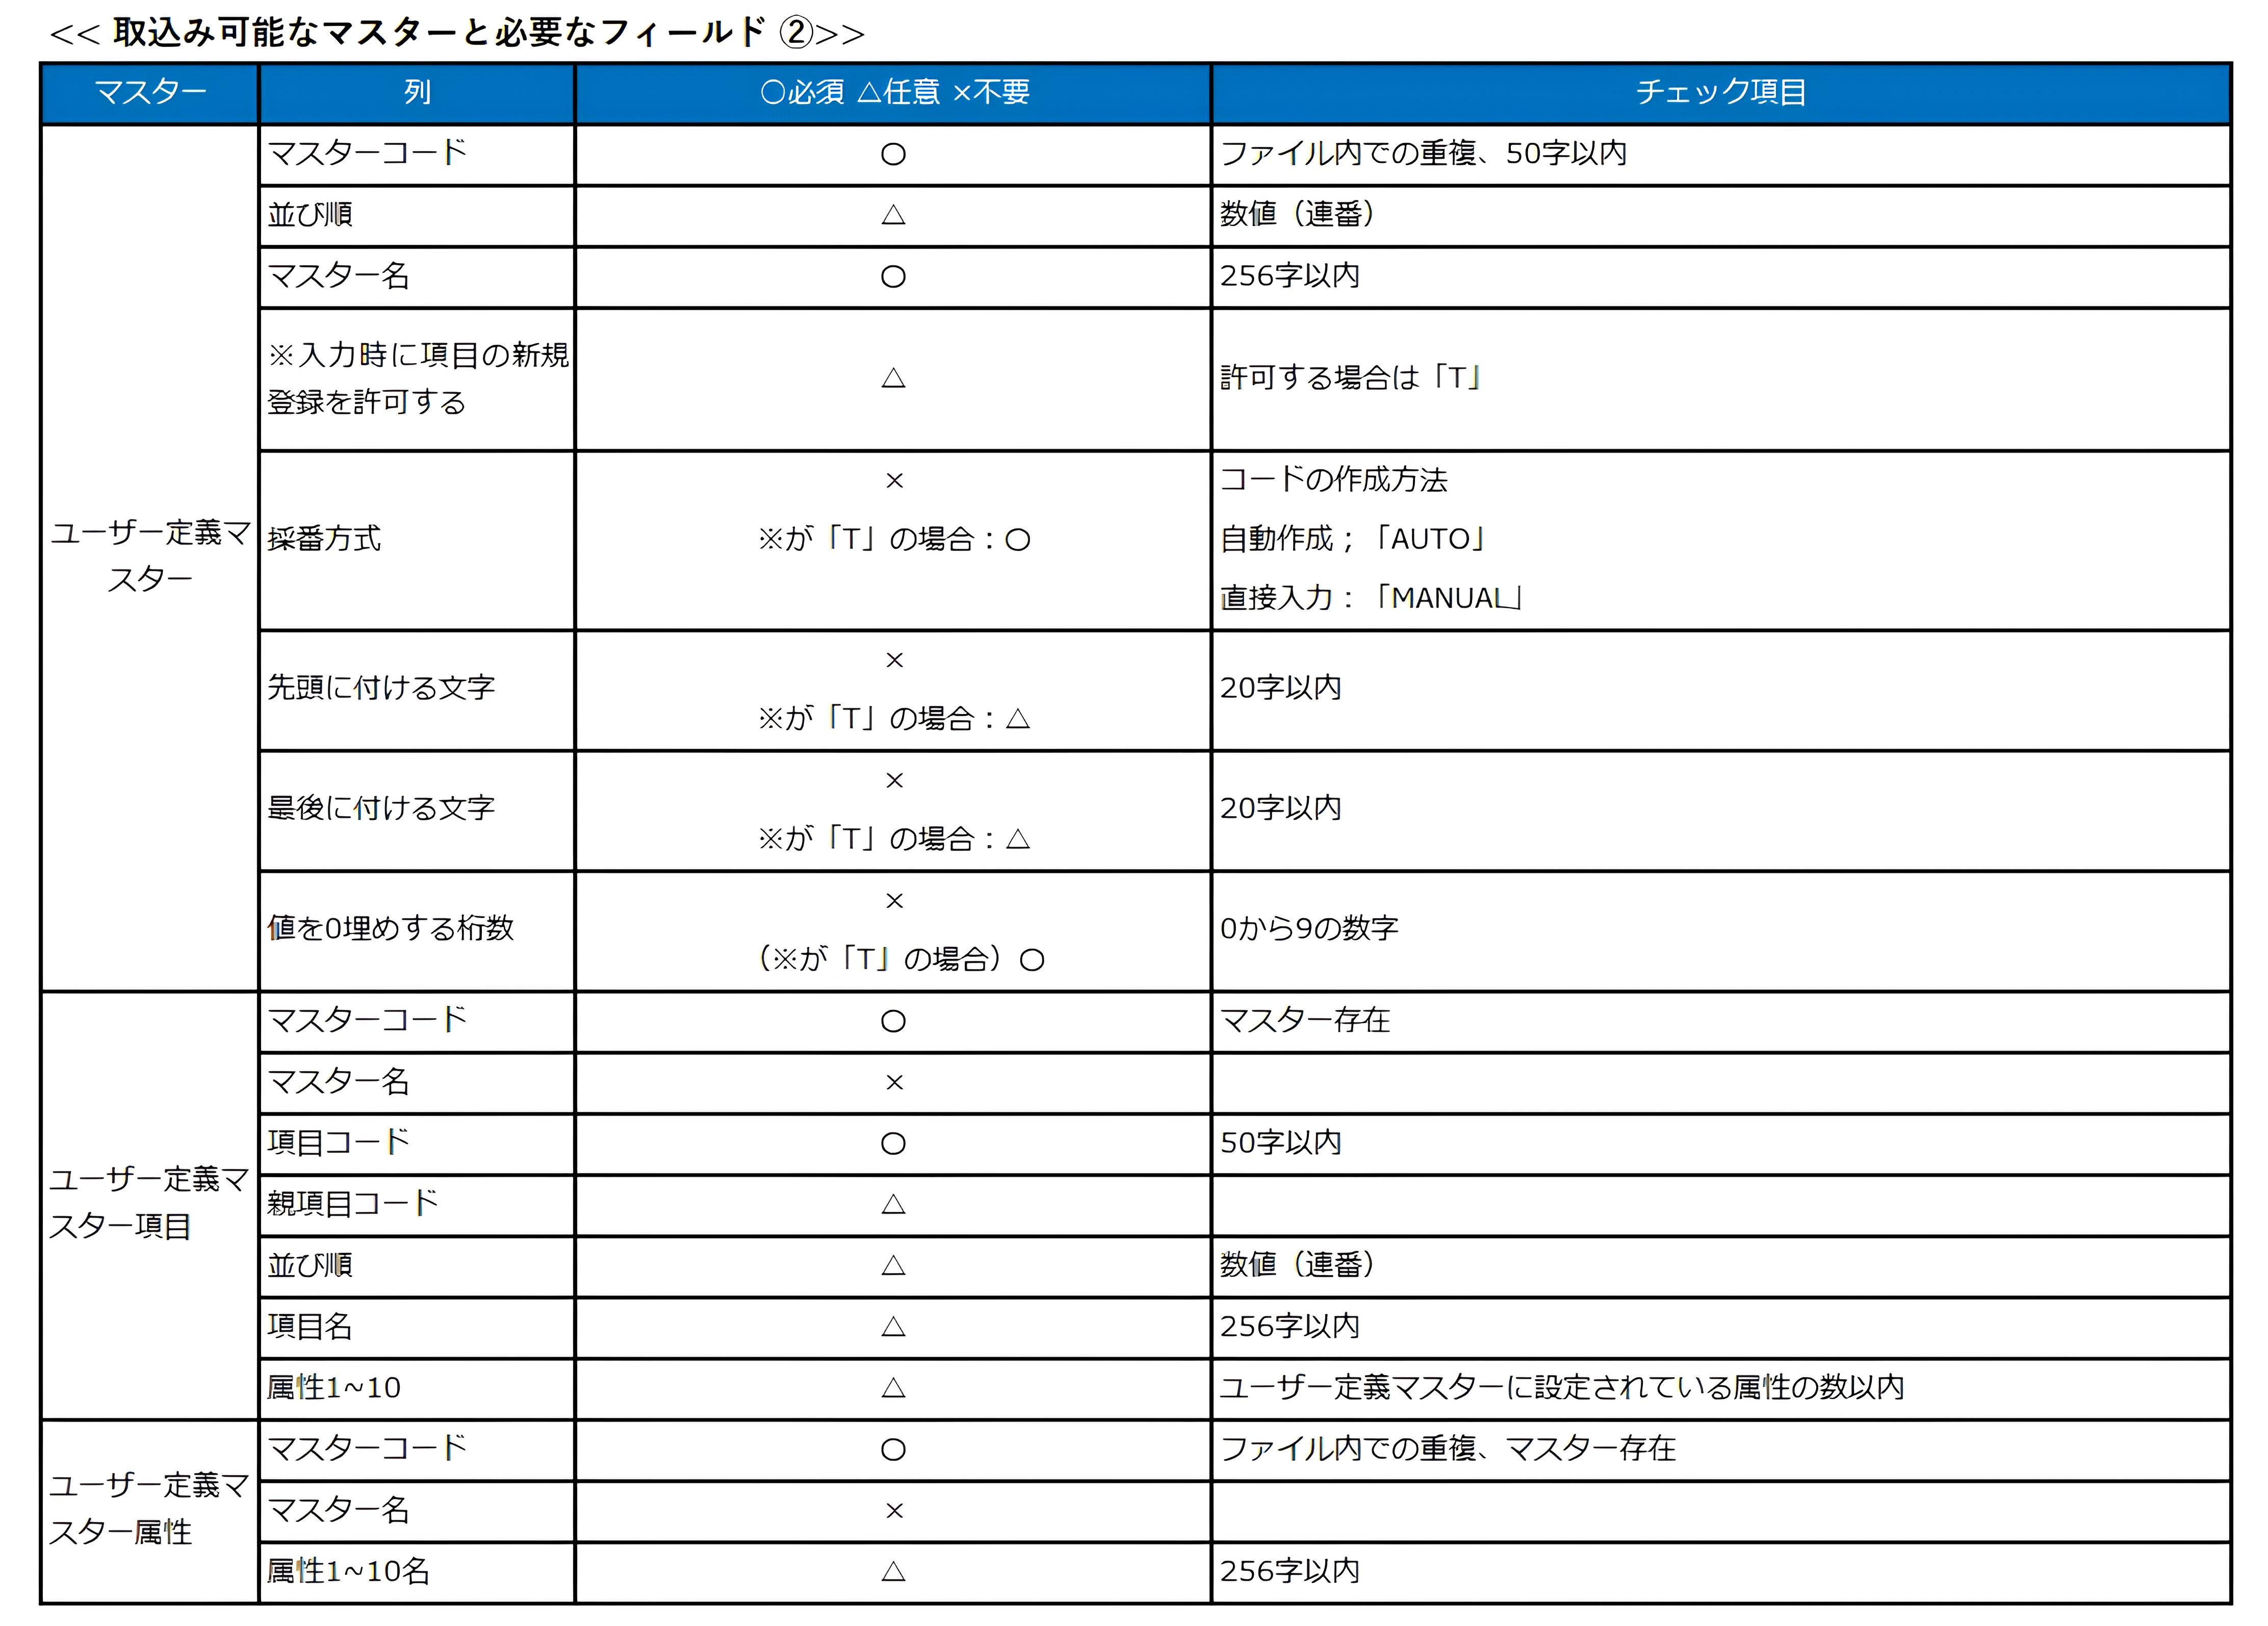 << 取込み可能なマスターと必要なフィールド ②>>
マスター 列 ○必須 △任意 ×不要 チェック項目
ユーザー定義マ
スター
マスターコード ○ ファイル内での重複、50字以内
並び順 △ 数値（連番）
マスター名 ○ 256字以内
※入力時に項目の新規
登録を許可する
△ 許可する場合は「T」
採番方式
×
※が「T」の場合：○
コードの作成方法
自動作成；「AUTO」
直接入力：「MANUAL」
先頭に付ける文字
×
※が「T」の場合：△
20字以内
最後に付ける文字
×
※が「T」の場合：△
20字以内
値を0埋めする桁数
×
（※が「T」の場合）○
0から9の数字
ユーザー定義マ
スター項目
マスターコード ○ マスター存在
マスター名 ×
項目コード ○ 50字以内
親項目コード △
並び順 △ 数値（連番）
項目名 △ 256字以内
属性1~10 △ ユーザー定義マスターに設定されている属性の数以内
ユーザー定義マ
スター属性
マスターコード ○ ファイル内での重複、マスター存在
マスター名 ×
属性1~10名 △ 256字以内